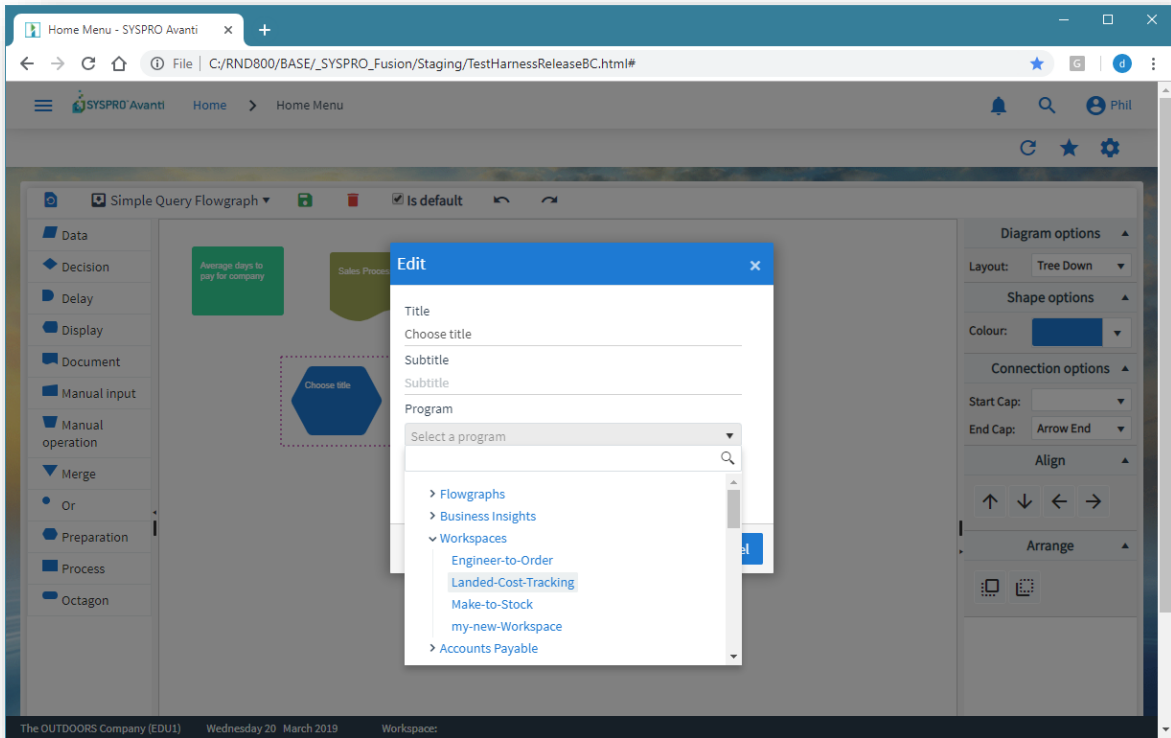 Home Menu - SYSPRO Avanti
File | C:/RND800/BASE/_SYSPRO_Fusion/Staging/TestHarnessReleaseBC.html#
G
d
SYSPRO Avanti Home > Home Menu
Phil
Simple Query Flowgraph
Is default
Data
Decision
Delay
Display
Document
Manual input
Manual
operation
Merge
Or
Preparation
Process
Octagon
Average days to
pay for company
Sales Proces
Choose title
Edit
Title
Choose title
Subtitle
Subtitle
Program
Select a program
Flowgraphs
Business Insights
Workspaces
Engineer-to-Order
Landed-Cost-Tracking
Make-to-Stock
my-new-Workspace
Accounts Payable
el
Diagram options
Layout: Tree Down
Shape options
Colour:
Connection options
Start Cap:
End Cap: Arrow End
Align
Arrange
The OUTDOORS Company (EDU1) Wednesday 20 March 2019 Workspace: